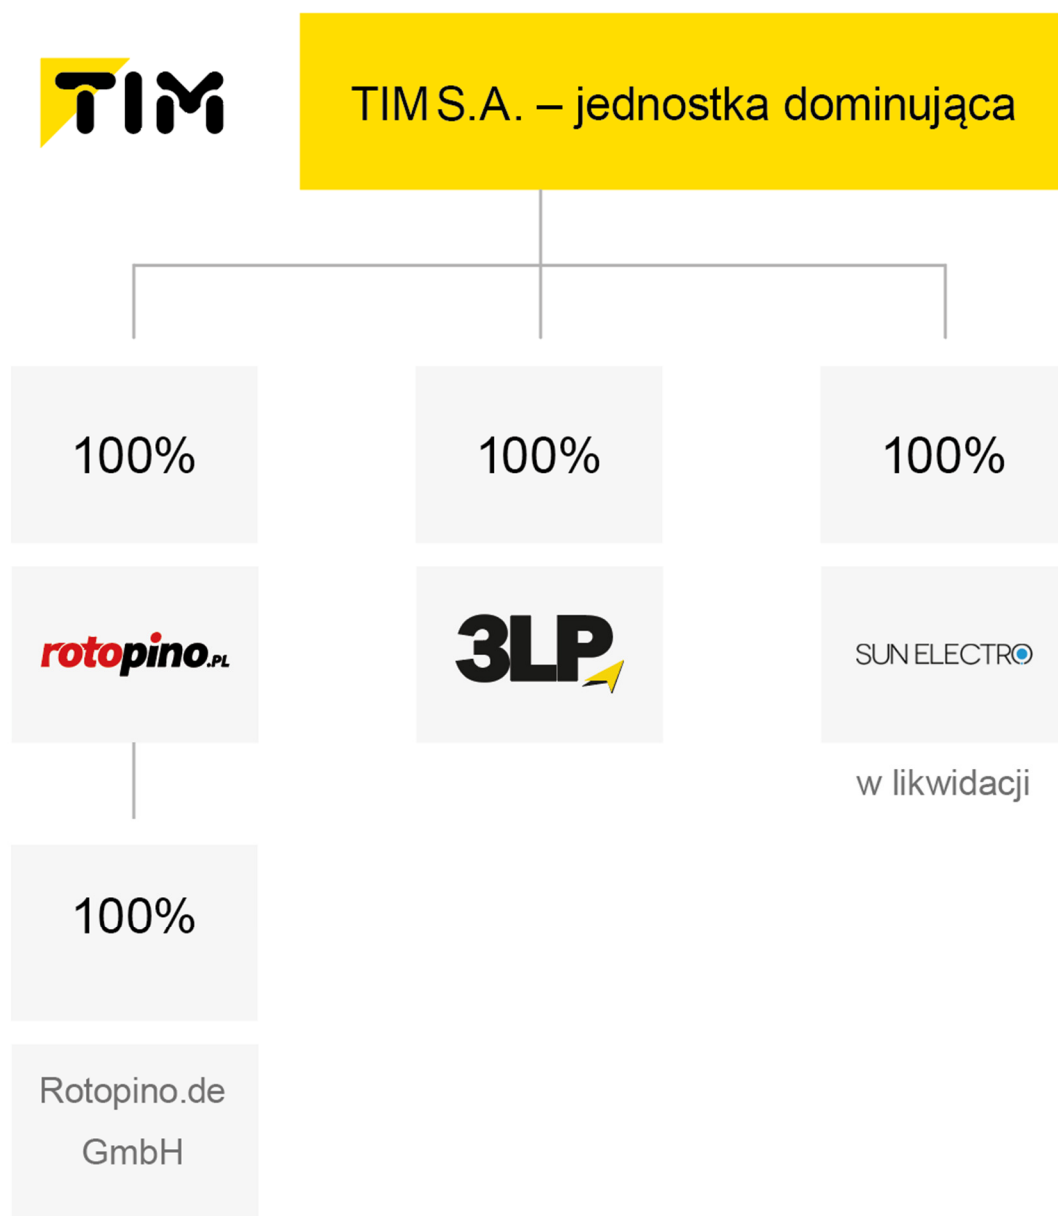 TIM
TIM S.A. – jednostka dominująca
100%
100%
100%
rotopino.PL
3LP
SUN ELECTRO
w likwidacji
100%
Rotopino.de
GmbH